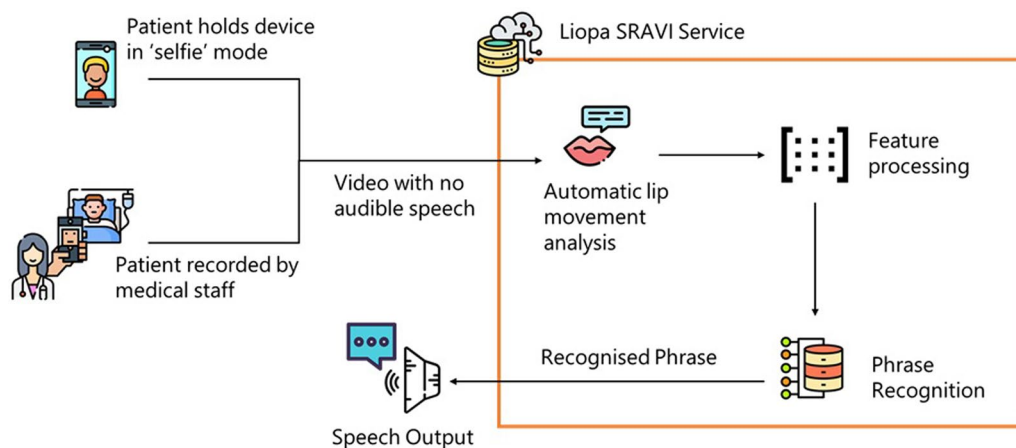 Patient holds device
in ‘selfie’ mode
Liopa SRAVI Service
Video with no
audible speech
Automatic lip
movement
analysis
Feature
processing
Patient recorded by
medical staff
Recognised Phrase
Phrase
Recognition
Speech Output